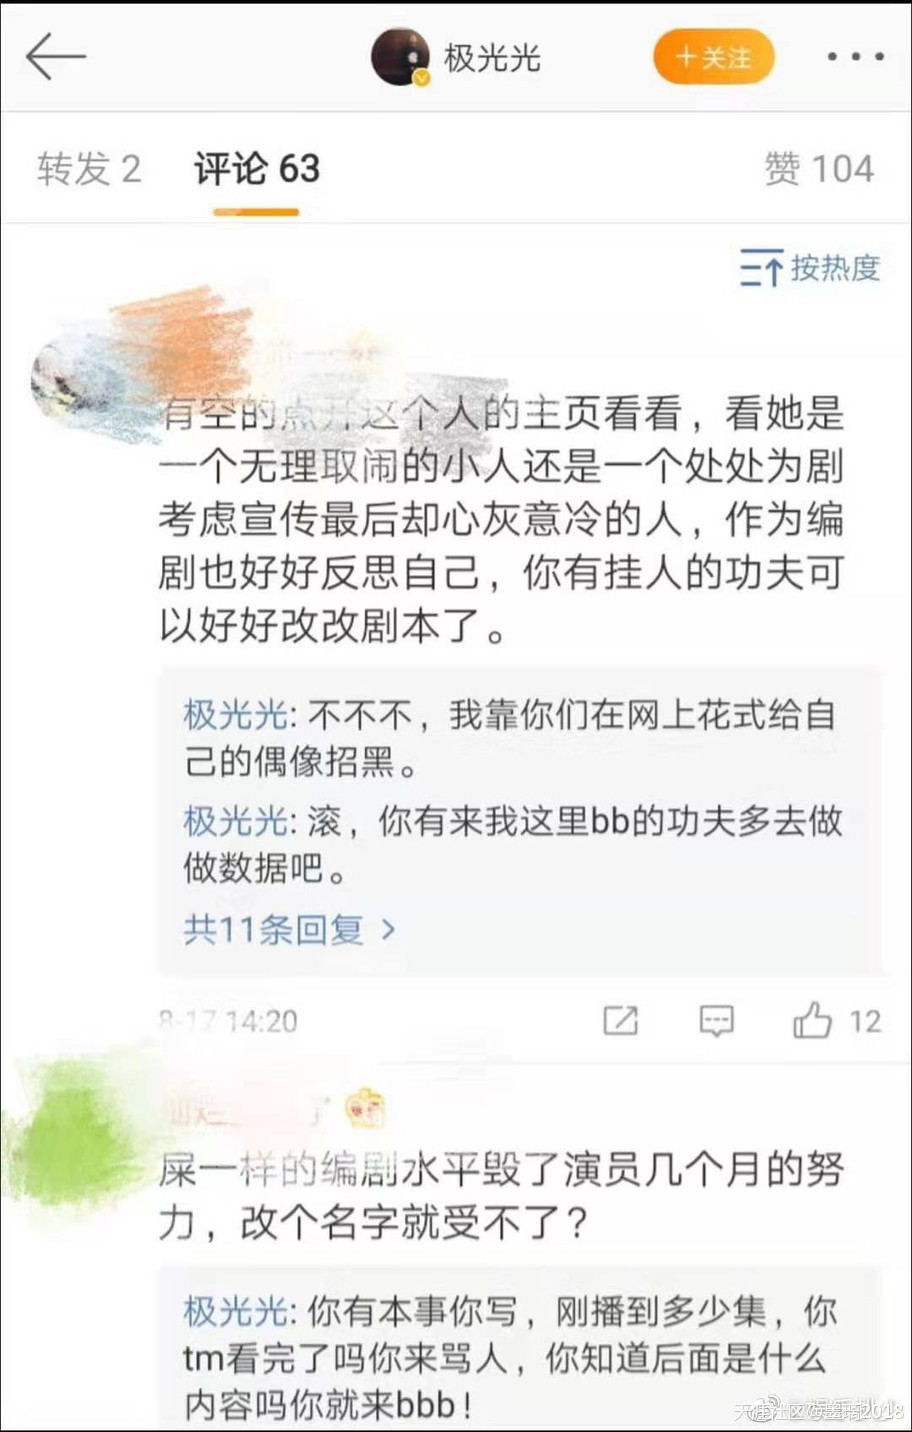 极光光
+关注
转发 2
评论 63
赞 104
按热度
有空的点开这个人的主页看看，看她是
一个无理取闹的小人还是一个处处为剧
考虑宣传最后却心灰意冷的人，作为编
剧也好好反思自己，你有挂人的功夫可
以好好改改剧本了。
极光光: 不不不，我靠你们在网上花式给自
己的偶像招黑。
极光光: 滚，你有来我这里bb的功夫多去做
做数据吧。
共11条回复 >
8-17 14:20
12
屎一样的编剧水平毁了演员几个月的努
力，改个名字就受不了？
极光光: 你有本事你写，刚播到多少集，你
tm看完了吗你来骂人，你知道后面是什么
内容吗你就来bbb！
天涯社区
2018